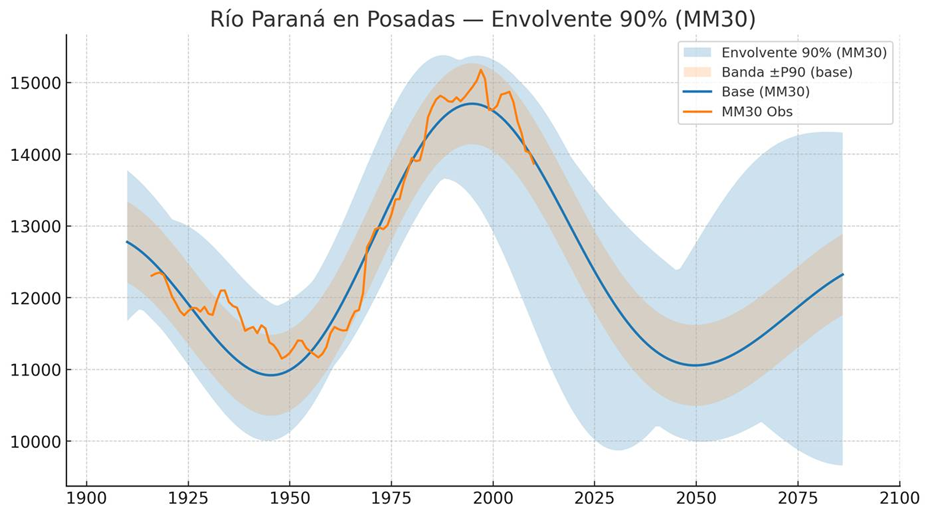 Río Paraná en Posadas — Envolvente 90% (MM30)
Envolvente 90% (MM30)
Banda ±P90 (base)
Base (MM30)
MM30 Obs
15000
14000
13000
12000
11000
10000
1900 1925 1950 1975 2000 2025 2050 2075 2100